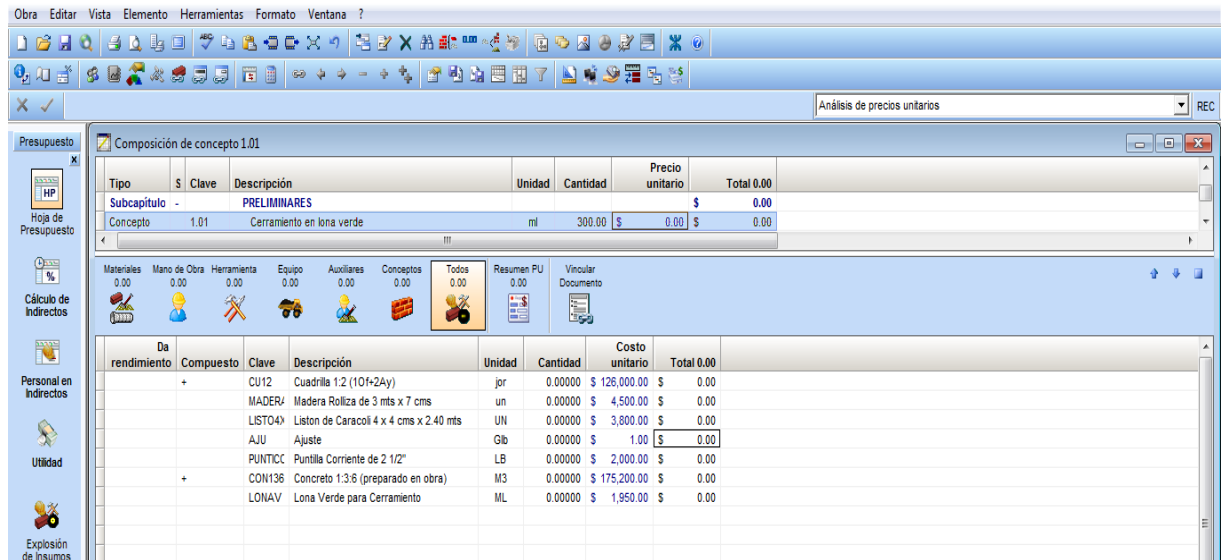 Obra Editar Vista Elemento Herramientas Formato Ventana ?
Análisis de precios unitarios REC
Presupuesto
Hoja de Presupuesto
Cálculo de Indirectos
Personal en Indirectos
Utilidad
Explosión de Insumos
Composición de concepto 1.01
Tipo S Clave Descripción Unidad Cantidad Precio unitario Total 0.00
Subcapítulo - PRELIMINARES $ 0.00
Concepto 1.01 Cerramiento en lona verde ml 300.00 $ 0.00 $ 0.00
Materiales Mano de Obra Herramienta Equipo Auxiliares Conceptos Todos Resumen PU Vincular Documento
0.00 0.00 0.00 0.00 0.00 0.00 0.00 0.00
Da rendimiento Compuesto Clave Descripción Unidad Cantidad Costo unitario Total 0.00
+ CU12 Cuadrilla 1:2 (1Of+2Ay) jor 0.00000 $ 126,000.00 $ 0.00
MADERA Madera Rolliza de 3 mts x 7 cms un 0.00000 $ 4,500.00 $ 0.00
LISTO4X Liston de Caracoli 4 x 4 cms x 2.40 mts UN 0.00000 $ 3,800.00 $ 0.00
AJU Ajuste Glb 0.00000 $ 1.00 $ 0.00
PUNTICC Puntilla Corriente de 2 1/2" LB 0.00000 $ 2,000.00 $ 0.00
+ CON136 Concreto 1:3:6 (preparado en obra) M3 0.00000 $ 175,200.00 $ 0.00
LONAV Lona Verde para Cerramiento ML 0.00000 $ 1,950.00 $ 0.00